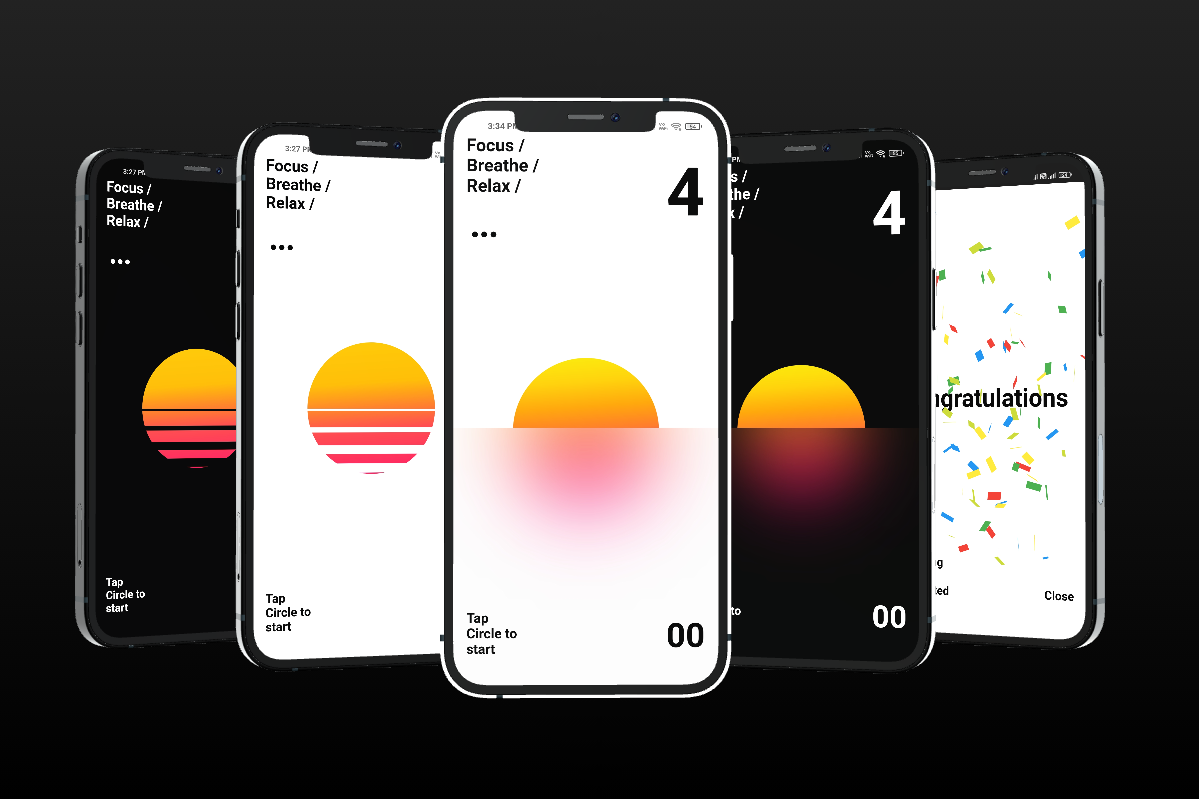 3:27 PM
Focus /
Breathe /
Relax /
Tap
Circle to
start
3:27
Focus /
Breathe /
Relax /
Tap
Circle to
start
3:34 PM
54
Focus /
Breathe /
Relax /
4
Tap
Circle to
start
00
s /
the /
x /
4
to
00
ngratulations
g
ted
Close